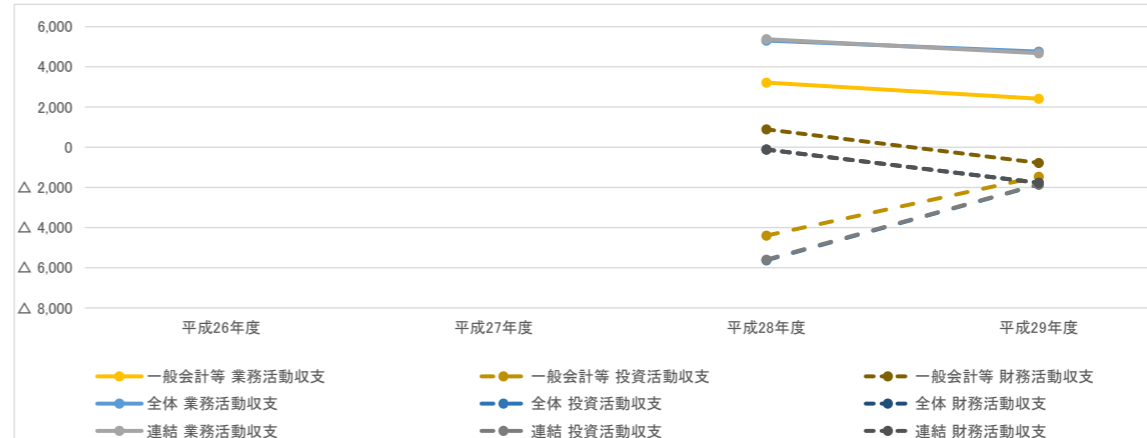 6,000
4,000
2,000
0
△ 2,000
△ 4,000
△ 6,000
△ 8,000
平成26年度 平成27年度 平成28年度 平成29年度
一般会計等 業務活動収支 一般会計等 投資活動収支 一般会計等 財務活動収支
全体 業務活動収支 全体 投資活動収支 全体 財務活動収支
連結 業務活動収支 連結 投資活動収支 連結 財務活動収支